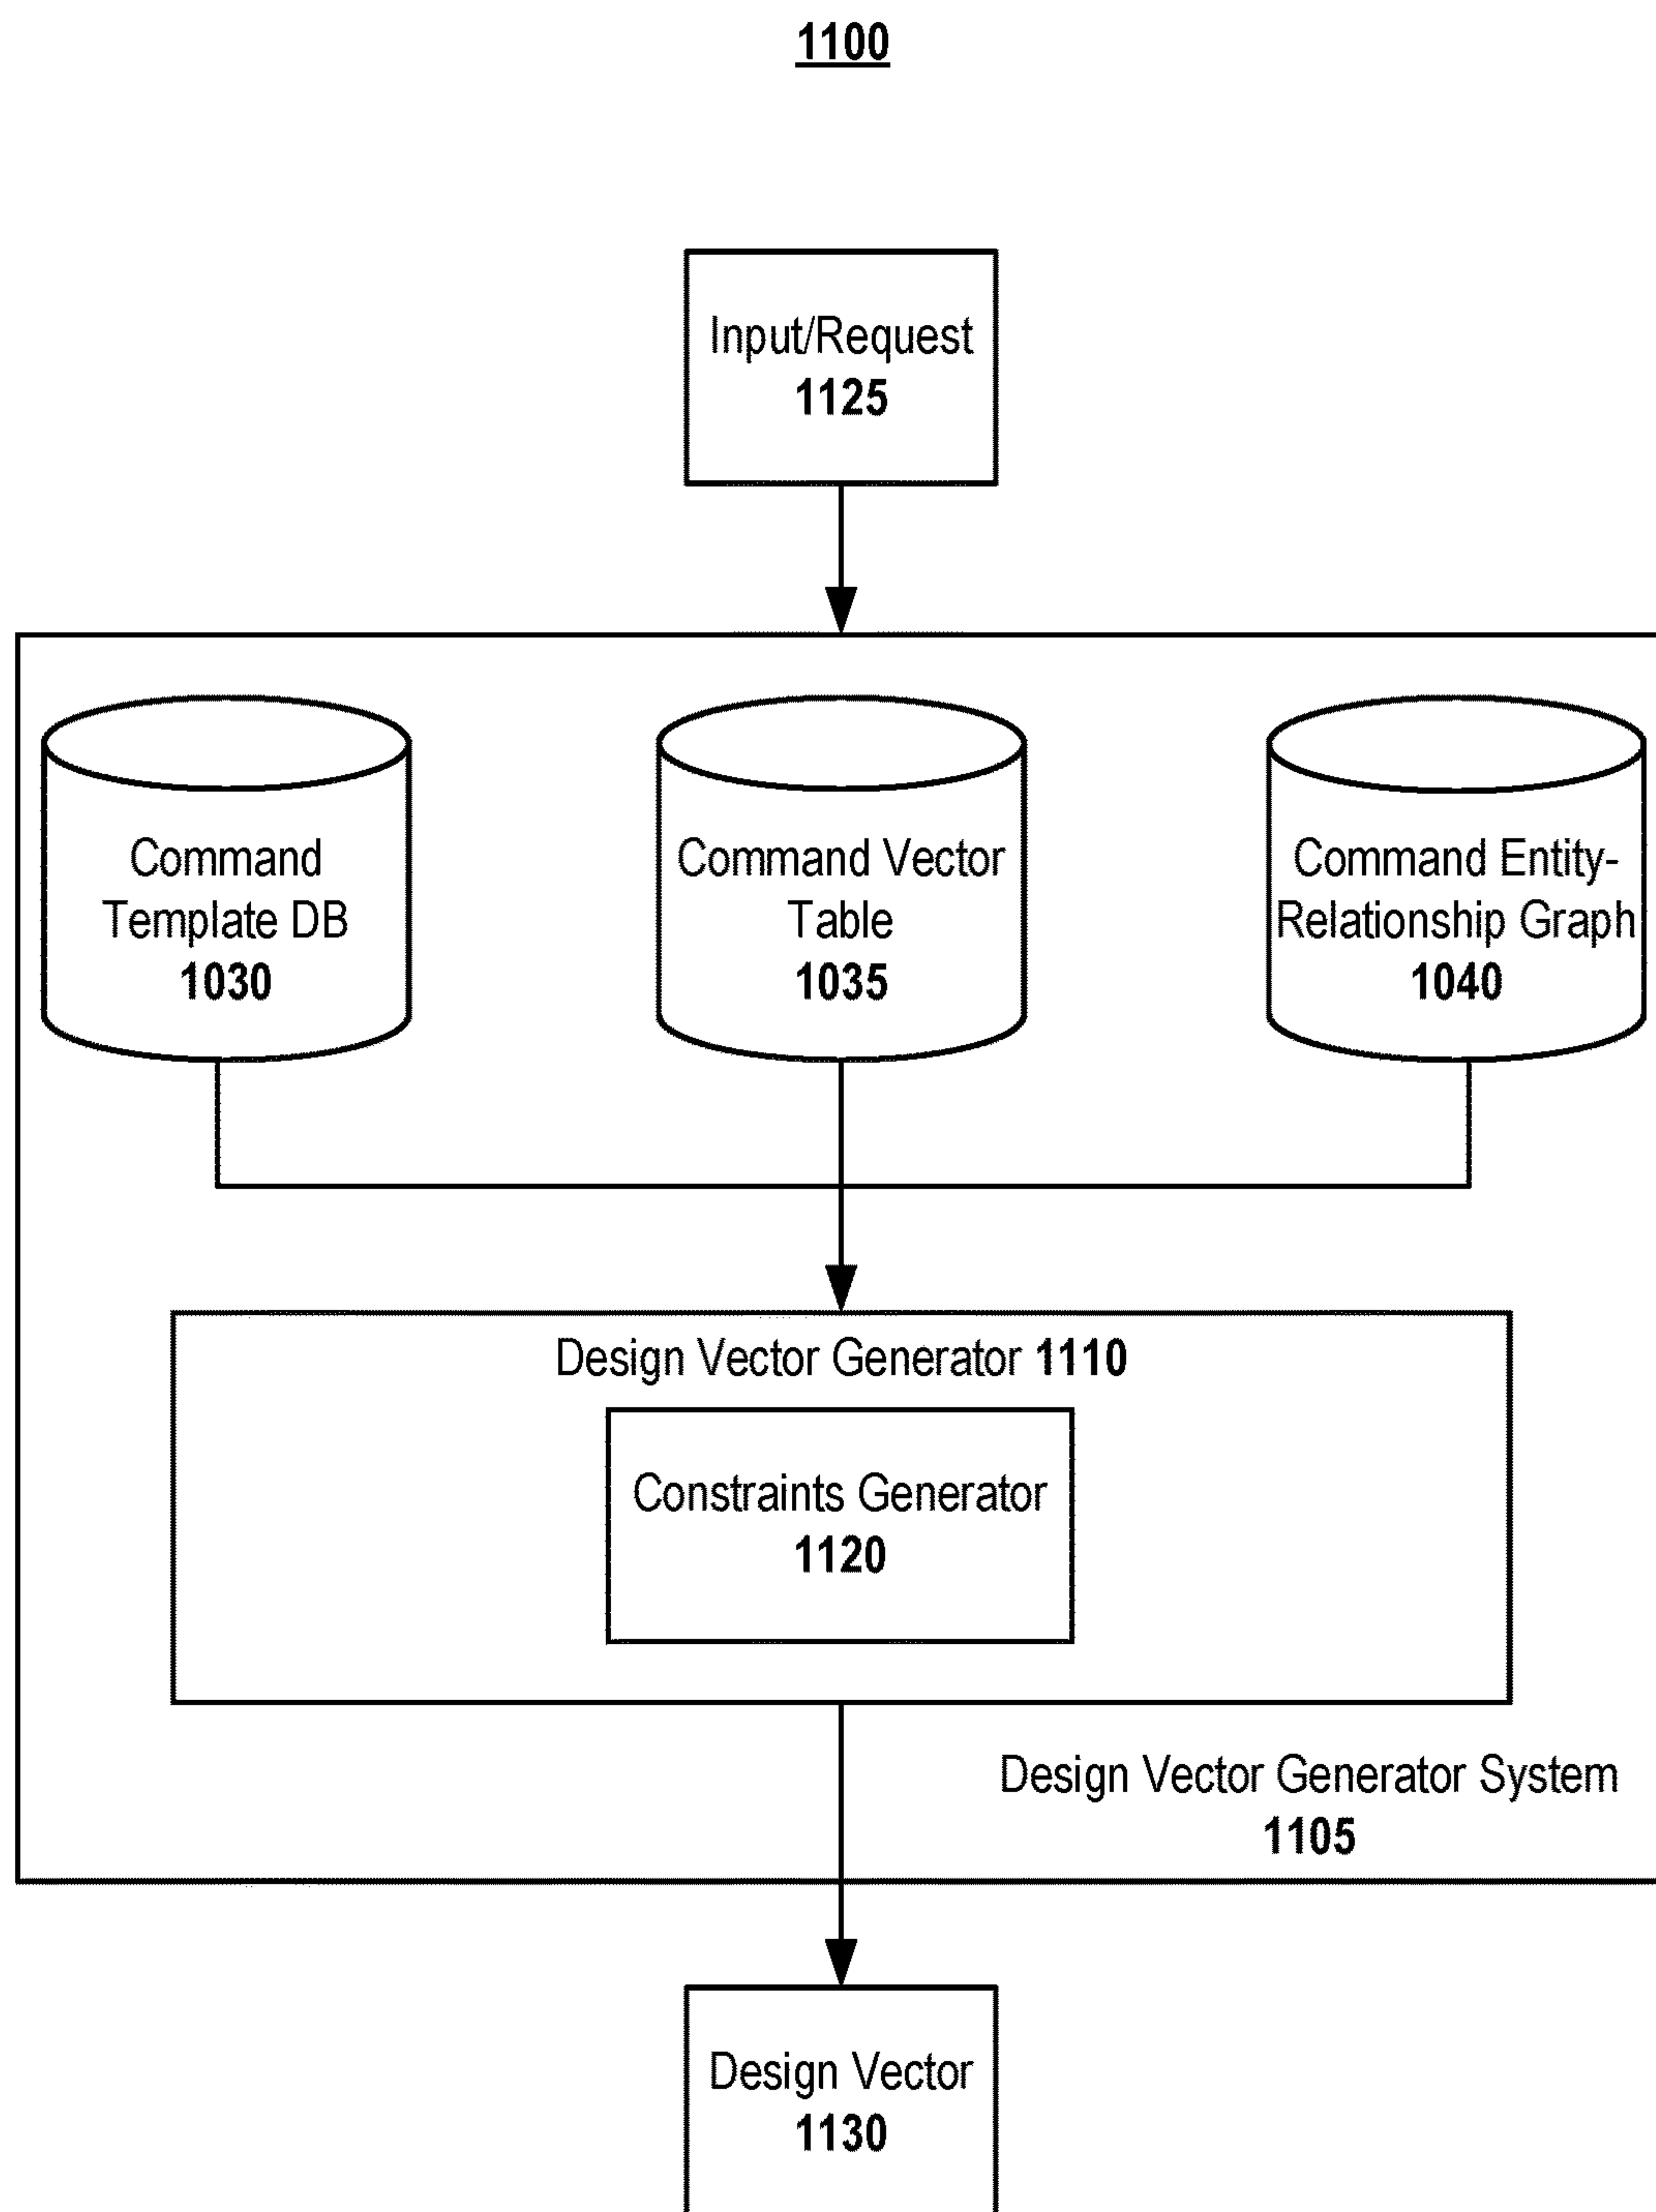 1100
Input/Request
1125
Command
Template DB
1030
Command Vector
Table
1035
Command Entity-
Relationship Graph
1040
Design Vector Generator 1110
Constraints Generator
1120
Design Vector Generator System
1105
Design Vector
1130